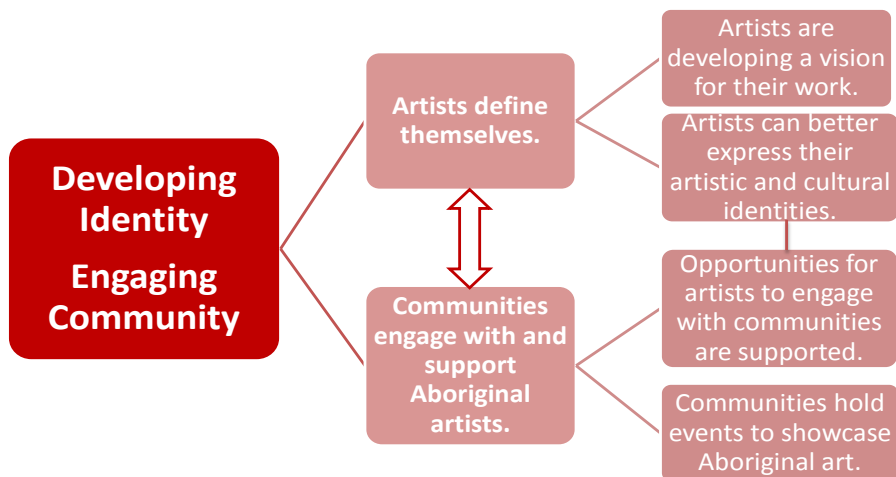 Developing
Identity
Engaging
Community
Artists define
themselves.
Communities
engage with and
support
Aboriginal
artists.
Artists are
developing a vision
for their work.
Artists can better
express their
artistic and cultural
identities.
Opportunities for
artists to engage
with communities
are supported.
Communities hold
events to showcase
Aboriginal art.